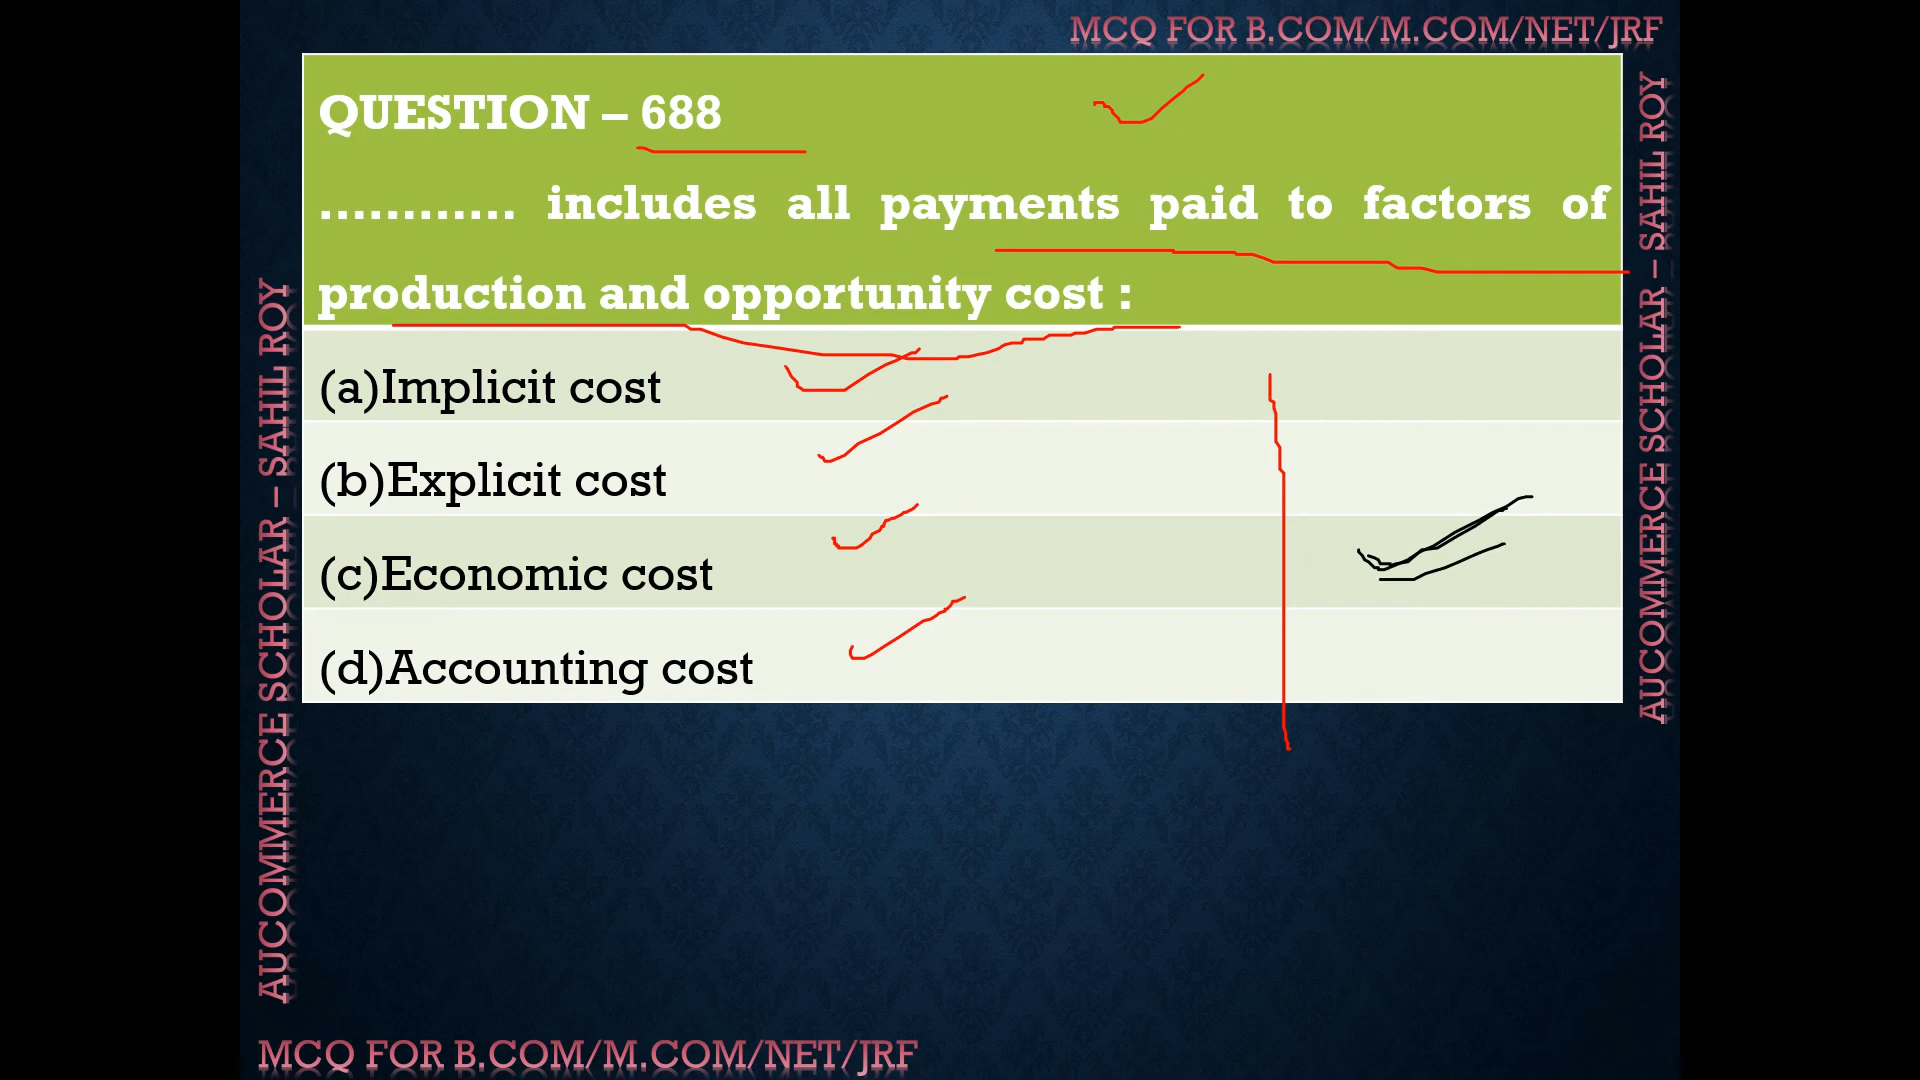 MCQ FOR B.COM/M.COM/NET/JRF
QUESTION – 688
............ includes all payments paid to factors of
production and opportunity cost :
(a)Implicit cost
(b)Explicit cost
(c)Economic cost
(d)Accounting cost
AUCOMMERCE SCHOLAR – SAHIL ROY
AUCOMMERCE SCHOLAR – SAHIL ROY
MCQ FOR B.COM/M.COM/NET/JRF